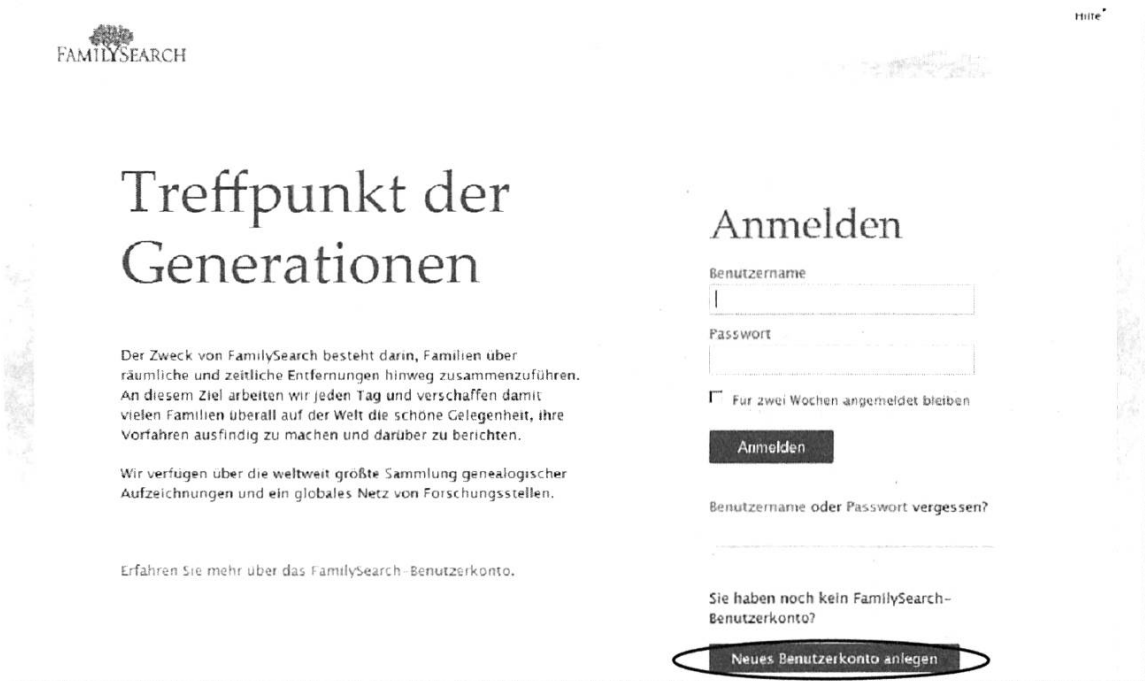 Hilfe
FAMILYSEARCH
Treffpunkt der
Generationen
Der Zweck von FamilySearch besteht darin, Familien über
räumliche und zeitliche Entfernungen hinweg zusammenzuführen.
An diesem Ziel arbeiten wir jeden Tag und verschaffen damit
vielen Familien überall auf der Welt die schöne Gelegenheit, ihre
Vorfahren ausfindig zu machen und darüber zu berichten.
Wir verfügen über die weltweit größte Sammlung genealogischer
Aufzeichnungen und ein globales Netz von Forschungsstellen.
Erfahren Sie mehr über das FamilySearch-Benutzerkonto.
Anmelden
Benutzername
Passwort
Für zwei Wochen angemeldet bleiben
Anmelden
Benutzername oder Passwort vergessen?
Sie haben noch kein FamilySearch-
Benutzerkonto?
Neues Benutzerkonto anlegen